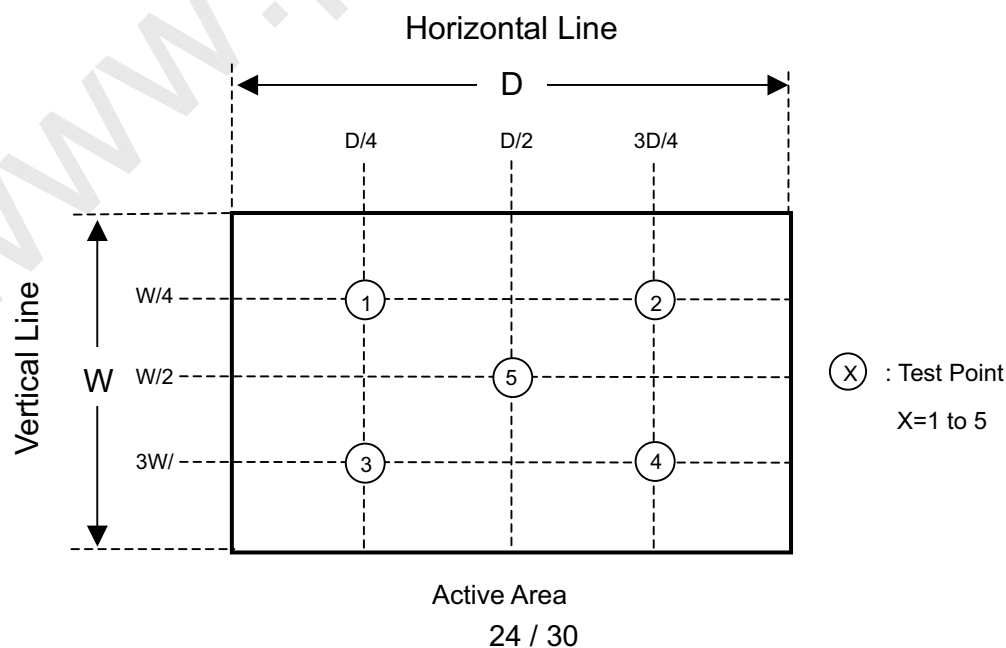 Horizontal Line
D
D/4 D/2 3D/4
W/4
1 2
Vertical Line
W
W/2
5
X : Test Point
X=1 to 5
3W/
3 4
Active Area
24 / 30
www.